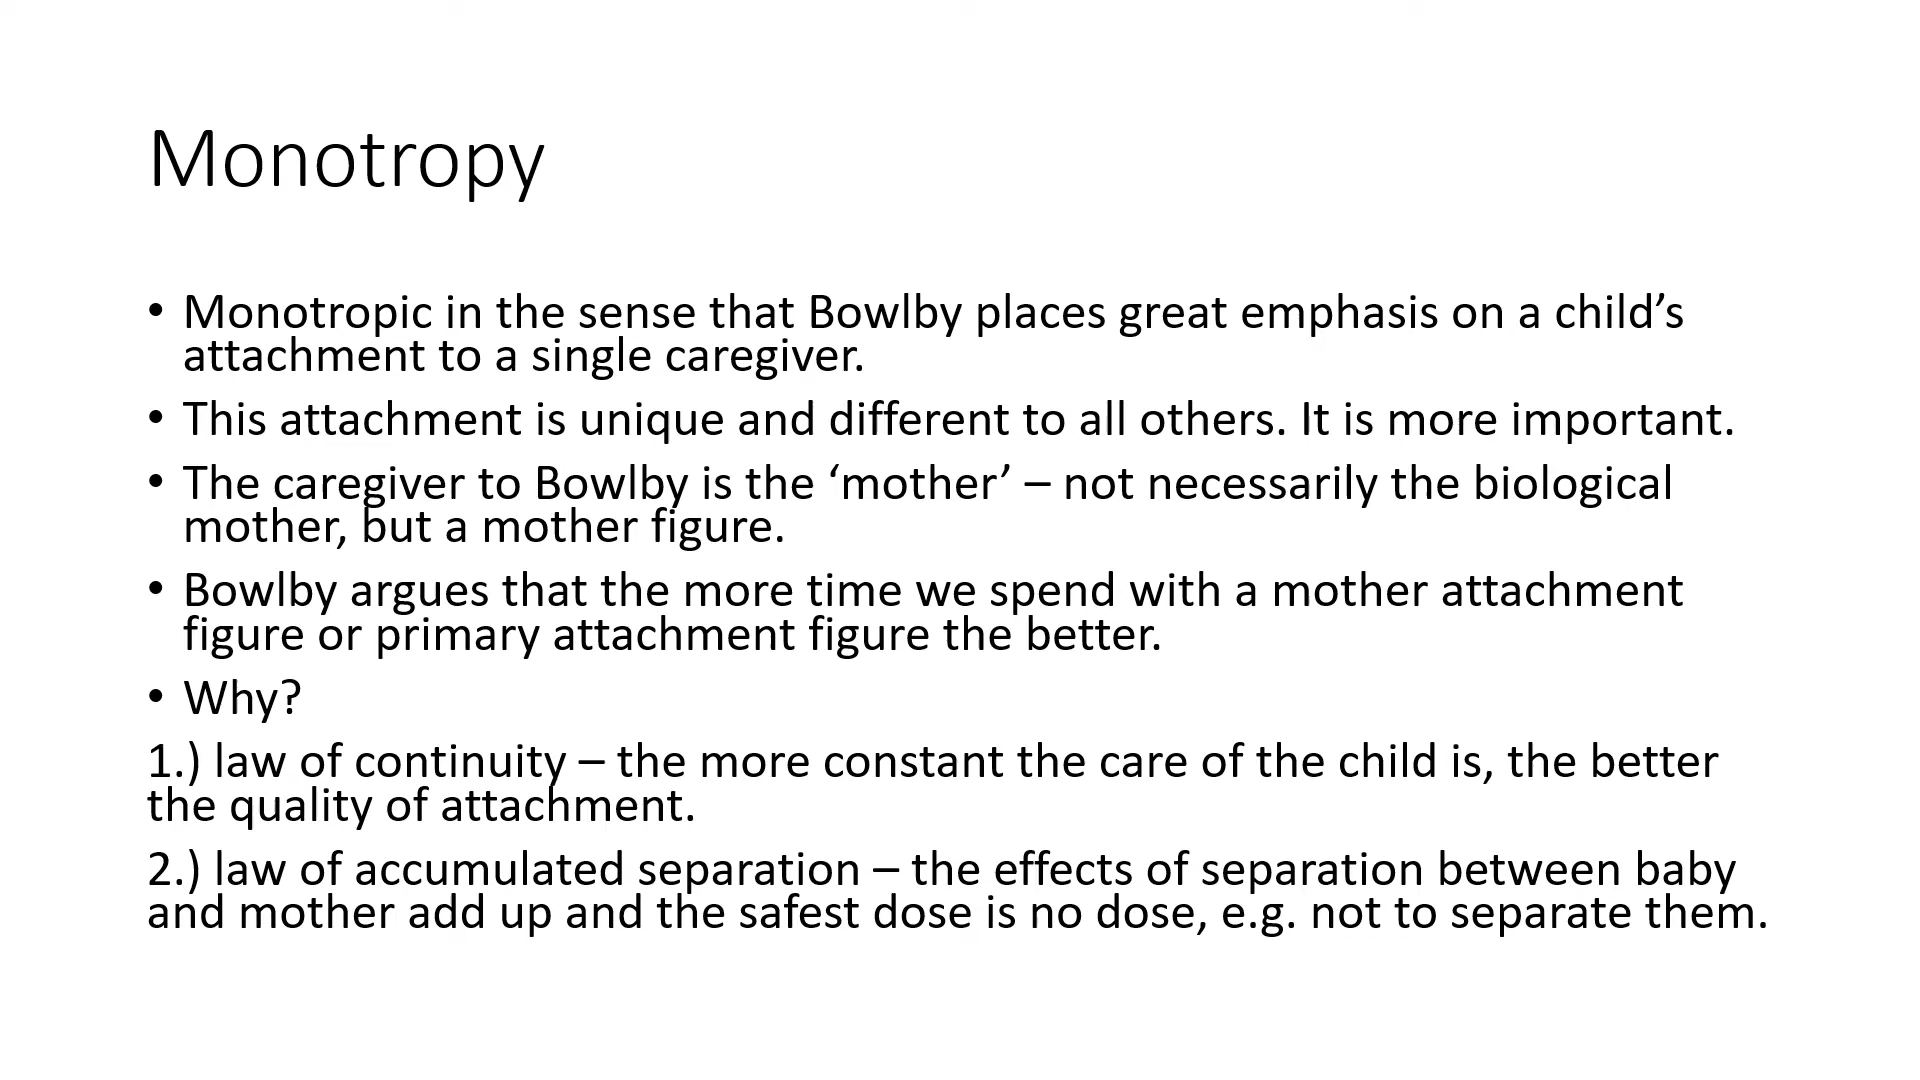 Monotropy
• Monotropic in the sense that Bowlby places great emphasis on a child’s
attachment to a single caregiver.
• This attachment is unique and different to all others. It is more important.
• The caregiver to Bowlby is the ‘mother’ – not necessarily the biological
mother, but a mother figure.
• Bowlby argues that the more time we spend with a mother attachment
figure or primary attachment figure the better.
• Why?
1.) law of continuity – the more constant the care of the child is, the better
the quality of attachment.
2.) law of accumulated separation – the effects of separation between baby
and mother add up and the safest dose is no dose, e.g. not to separate them.